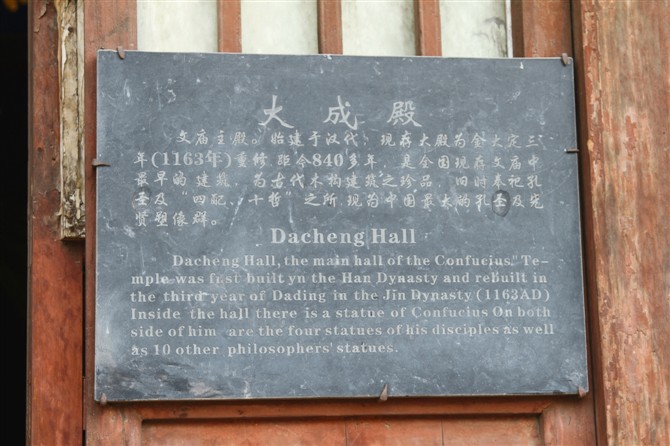 大成殿
文庙主殿。始建于汉代，现存大殿为金大定三
年(1163年)重修,距今840多年，是全国现存文庙中
最早的建筑，为古代木构建筑之珍品，旧时奉祀孔
圣及“四配、十哲”之所,现为中国最大的孔圣及先
贤塑像群。
Dacheng Hall
Dacheng Hall, the main hall of the Confucius," Te-
mple was fust built yn the Han Dynasty and rebuilt in
the third year of Dading in the Jin Dynasty (1163AD)
Inside the hall there is a statue of Confucius On both
side of him are the four statues of his disciples as well
as 10 other philosophers' statues.